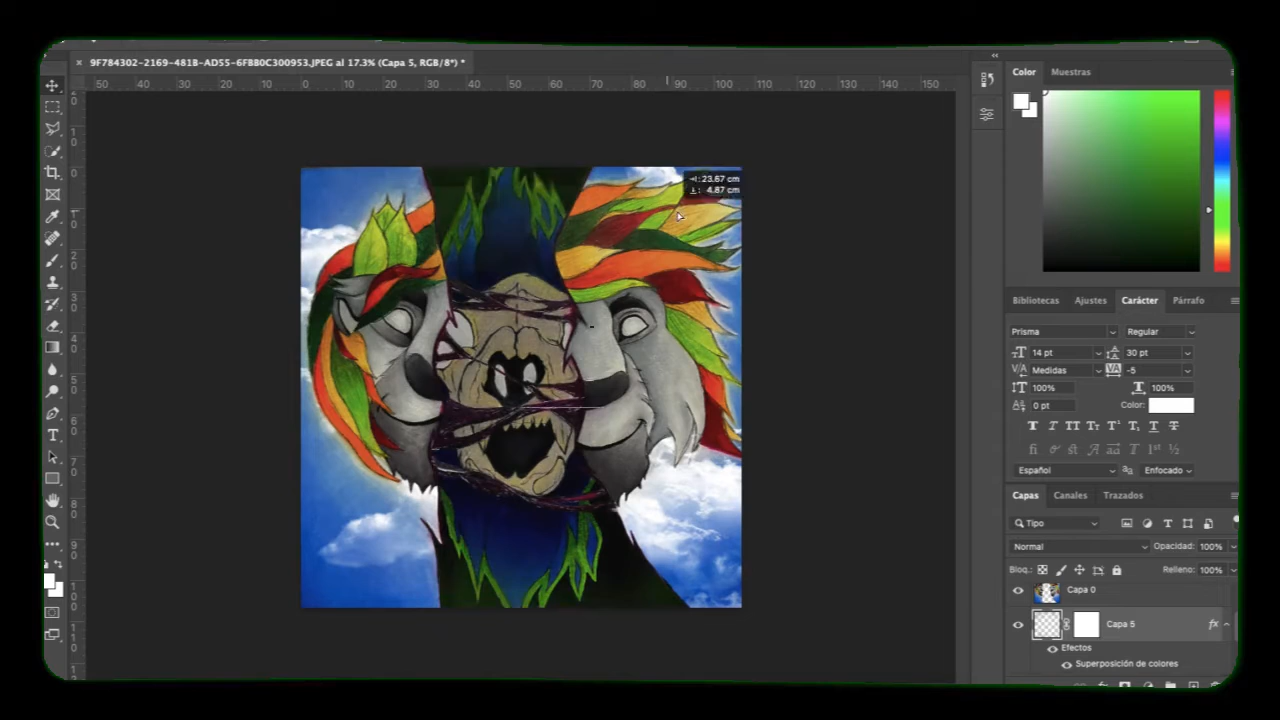 × 9F784302-2169-481B-AD55-6FBB0C300953.JPEG al 17.3% (Capa 5, RGB/8*) *
Color Muestras
50 40 30 20 10 0 10 20 30 40 50 60 70 80 90 100 110 120 130 140 150
23.67 cm
4.87 cm
Bibliotecas Ajustes Carácter Párrafo
Prisma Regular
14 pt 30 pt
Medidas -5
100% 100%
0 pt Color:
Español aa Enfocado
Capas Canales Trazados
Tipo
Normal Opacidad: 100%
Bloq.: Relleno: 100%
Capa 0
Capa 5 fx
Efectos
Superposición de colores